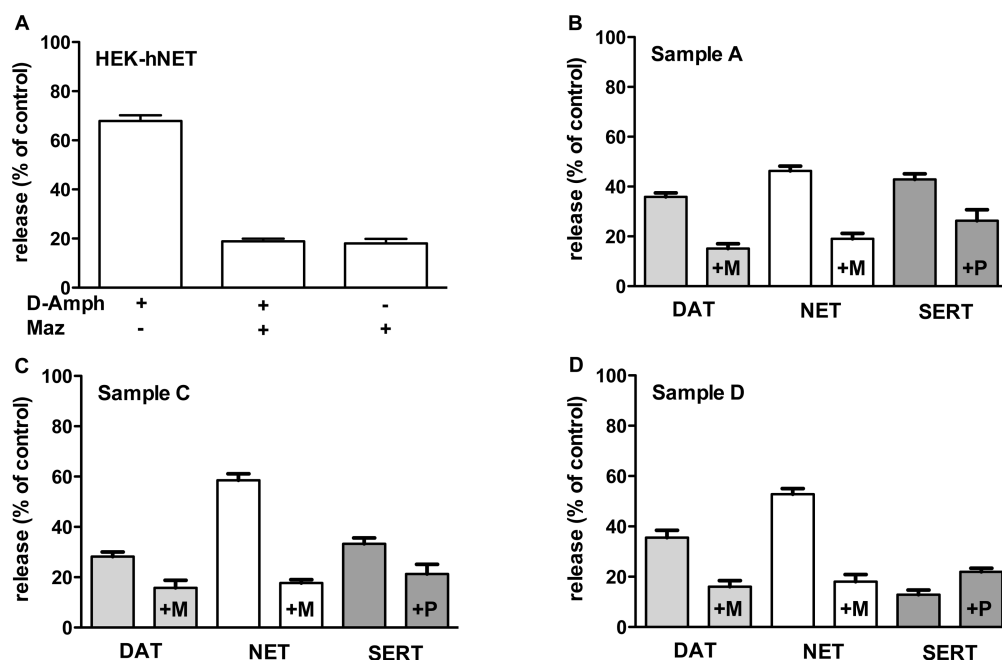 A
HEK-hNET
release (% of control)
100
80
60
40
20
0
D-Amph + + -
Maz - + +
B
Sample A
release (% of control)
100
80
60
40
20
0
+M +M +P
DAT NET SERT
C
Sample C
release (% of control)
100
80
60
40
20
0
+M +M +P
DAT NET SERT
D
Sample D
release (% of control)
100
80
60
40
20
0
+M +M +P
DAT NET SERT